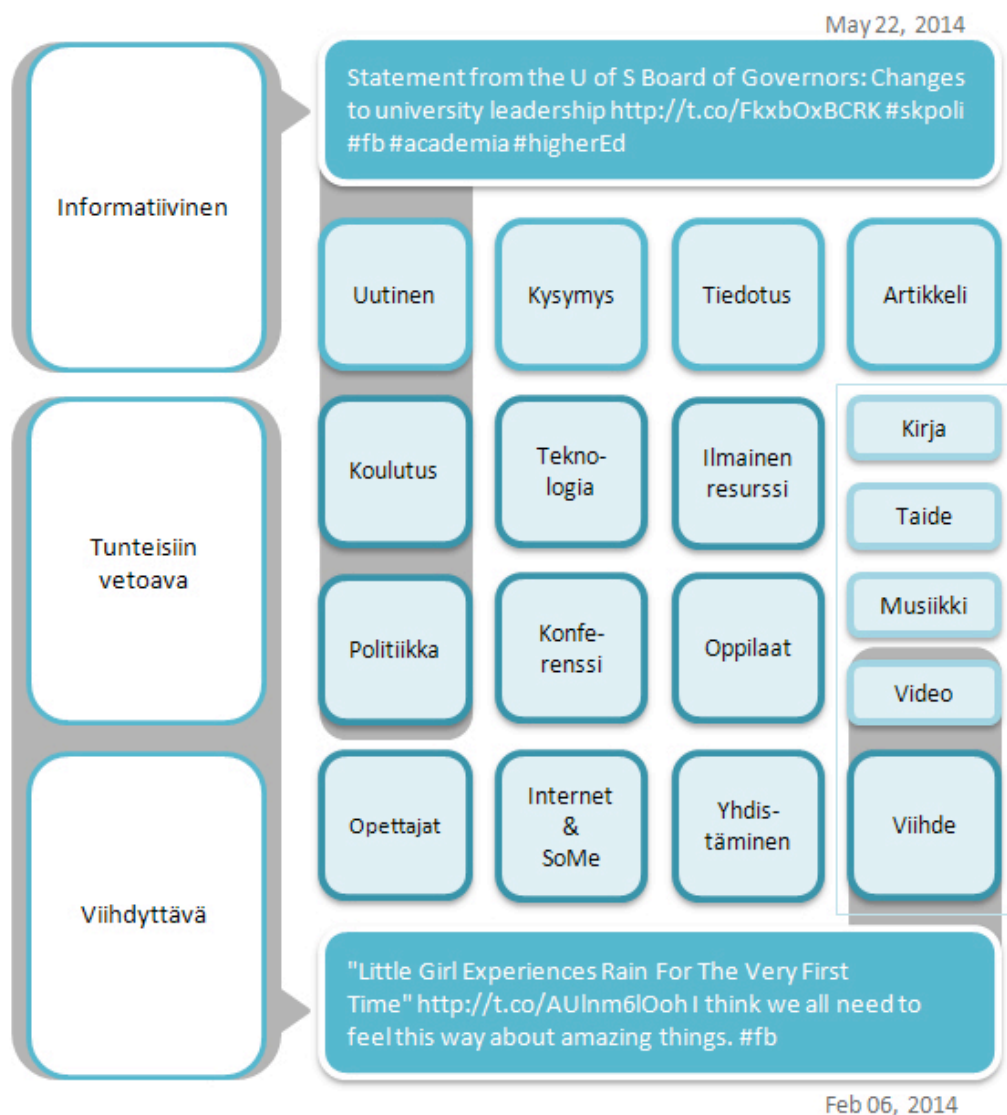 May 22, 2014
Statement from the U of S Board of Governors: Changes
to university leadership http://t.co/FkxbOxBCRK #skpoli
#fb #academia #higherEd
Informatiivinen
Uutinen
Kysymys
Tiedotus
Artikkeli
Tunteisiin
vetoava
Koulutus
Tekno-
logia
Ilmainen
resurssi
Kirja
Taide
Politiikka
Konfe-
renssi
Oppilaat
Musiikki
Video
Viihdyttävä
Opettajat
Internet
&
SoMe
Yhdis-
täminen
Viihde
"Little Girl Experiences Rain For The Very First
Time" http://t.co/AUlnm6lOoh I think we all need to
feel this way about amazing things. #fb
Feb 06, 2014